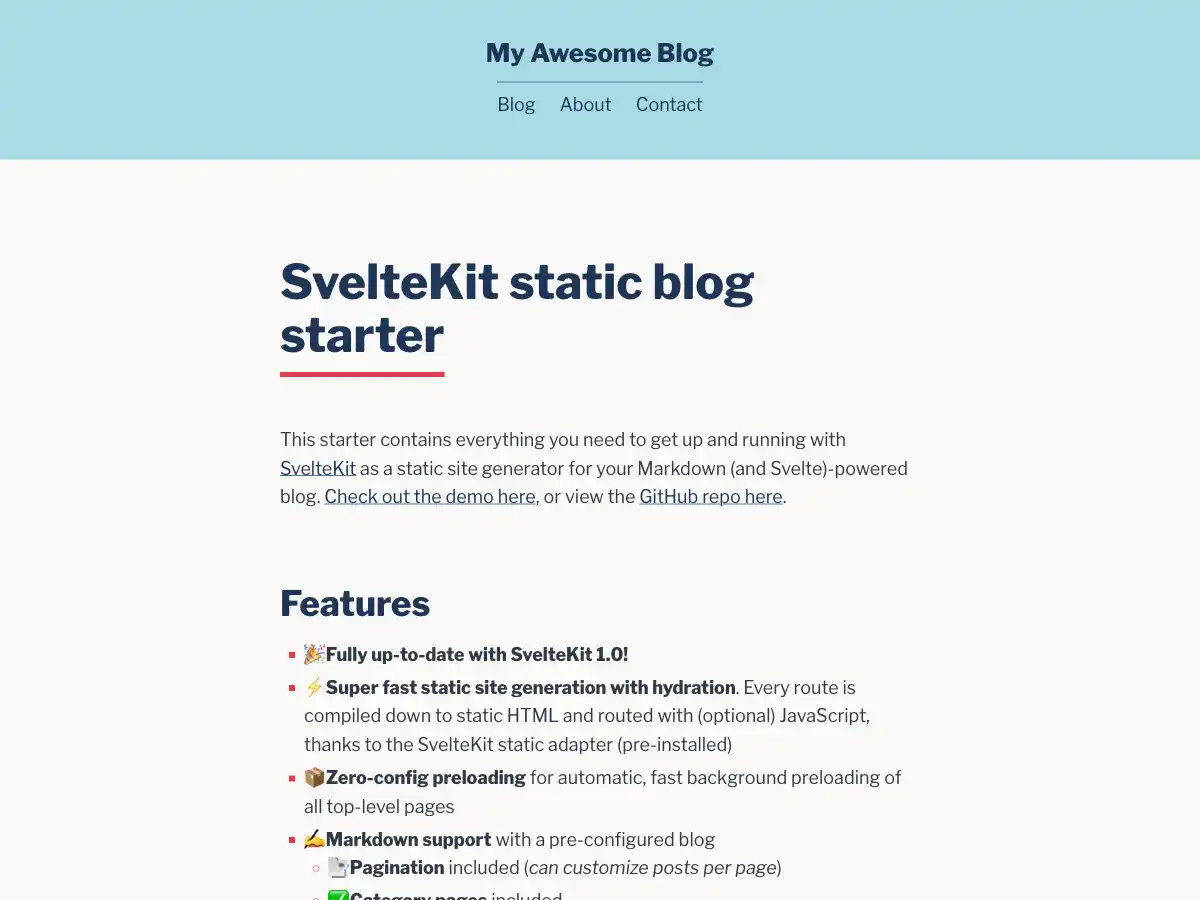 My Awesome Blog
Blog About Contact
SvelteKit static blog
starter
This starter contains everything you need to get up and running with
SvelteKit as a static site generator for your Markdown (and Svelte)-powered
blog. Check out the demo here, or view the GitHub repo here.
Features
🎉Fully up-to-date with SvelteKit 1.0!
⚡Super fast static site generation with hydration. Every route is
compiled down to static HTML and routed with (optional) JavaScript,
thanks to the SvelteKit static adapter (pre-installed)
📦Zero-config preloading for automatic, fast background preloading of
all top-level pages
✍️Markdown support with a pre-configured blog
📑Pagination included (can customize posts per page)
✅Category pages included